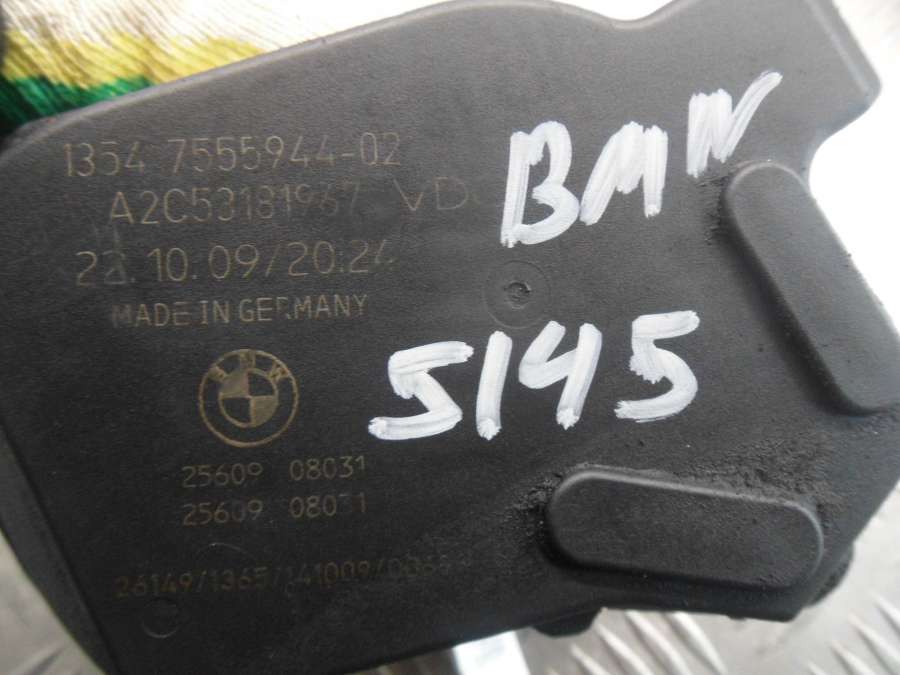 1354 7555944-02
A2C53181967 VD
BMW
22.10.09/20:24
MADE IN GERMANY
5145
BMW
25609 08031
25609 08031